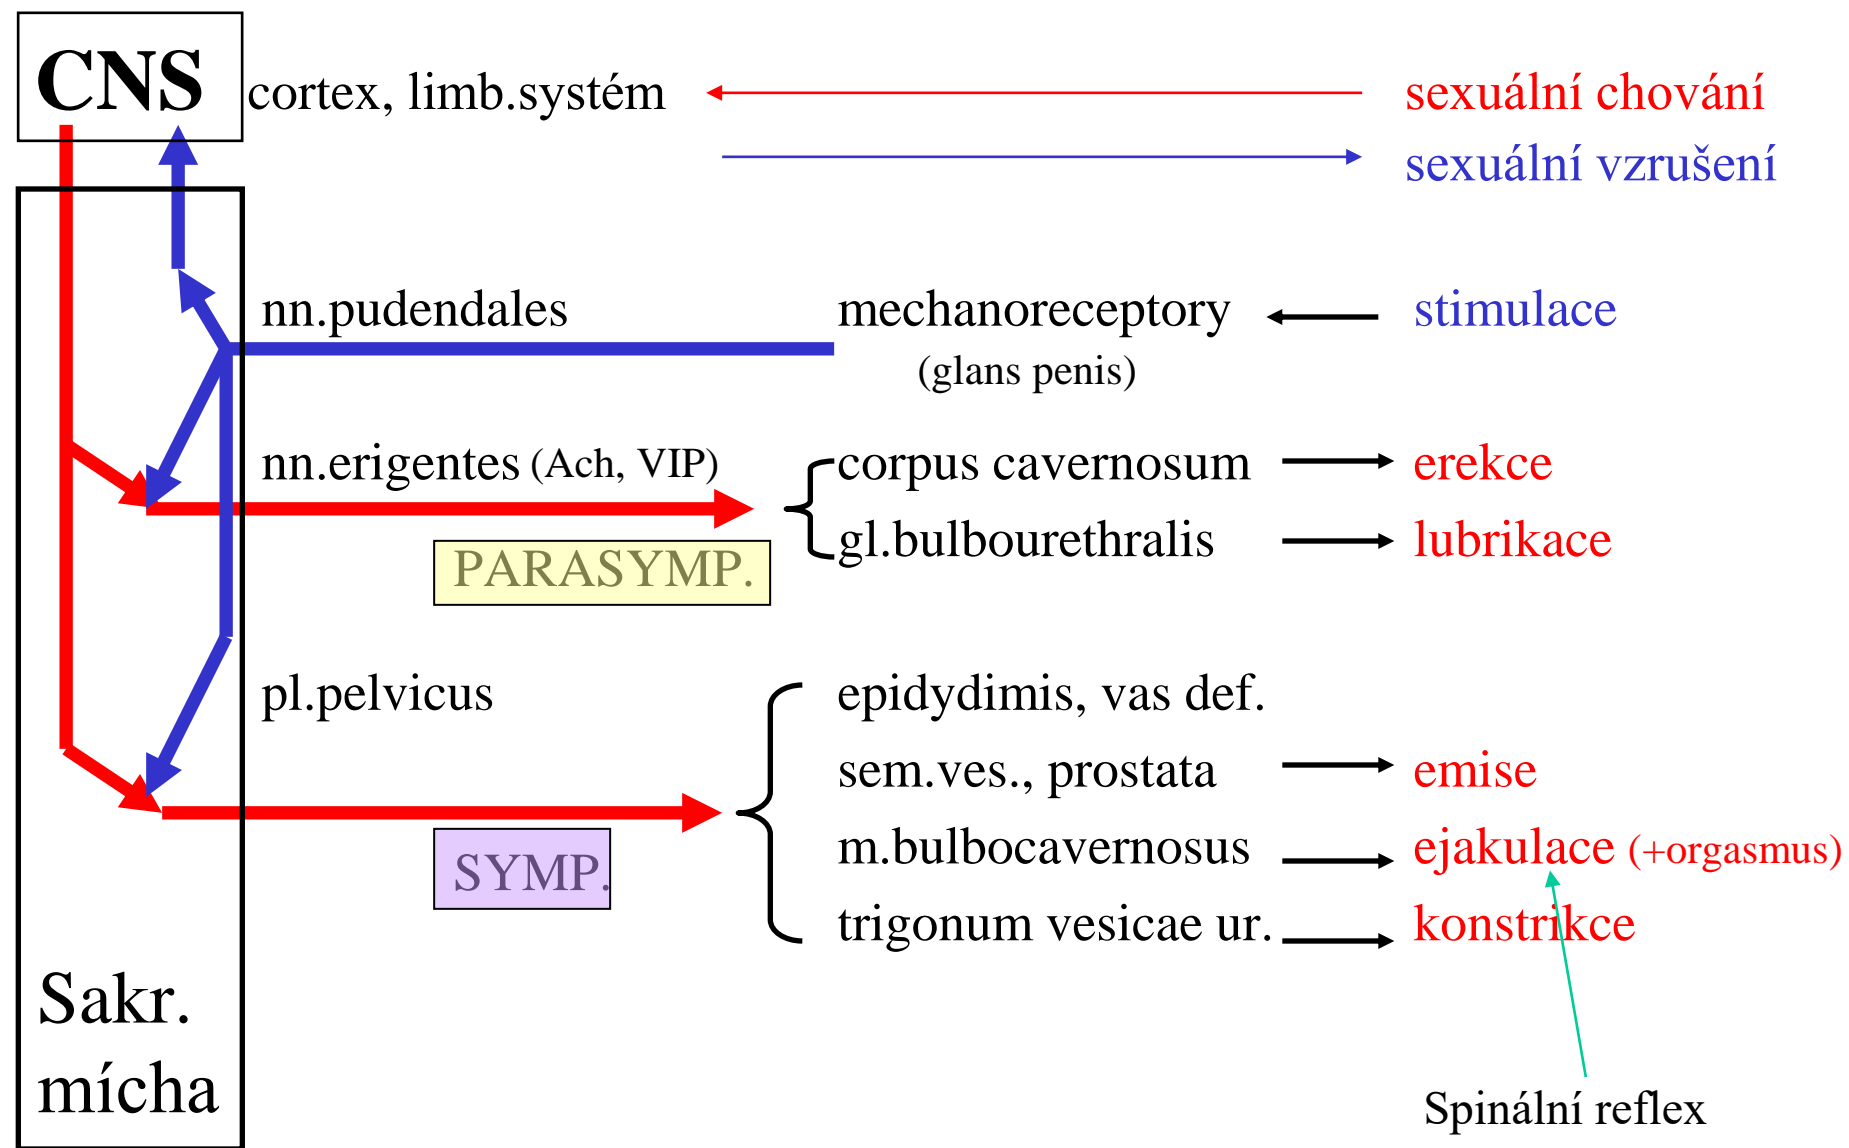 CNS cortex, limb.systém sexuální chování
sexuální vzrušení
nn.pudendales mechanoreceptory stimulace
(glans penis)
nn.erigentes (Ach, VIP) corpus cavernosum erekce
PARASYMP. gl.bulbourethralis lubrikace
pl.pelvicus epidydimis, vas def.
sem.ves., prostata emise
SYMP. m.bulbocavernosus ejakulace (+orgasmus)
trigonum vesicae ur. konstrikce
Sakr.
mícha
Spinální reflex